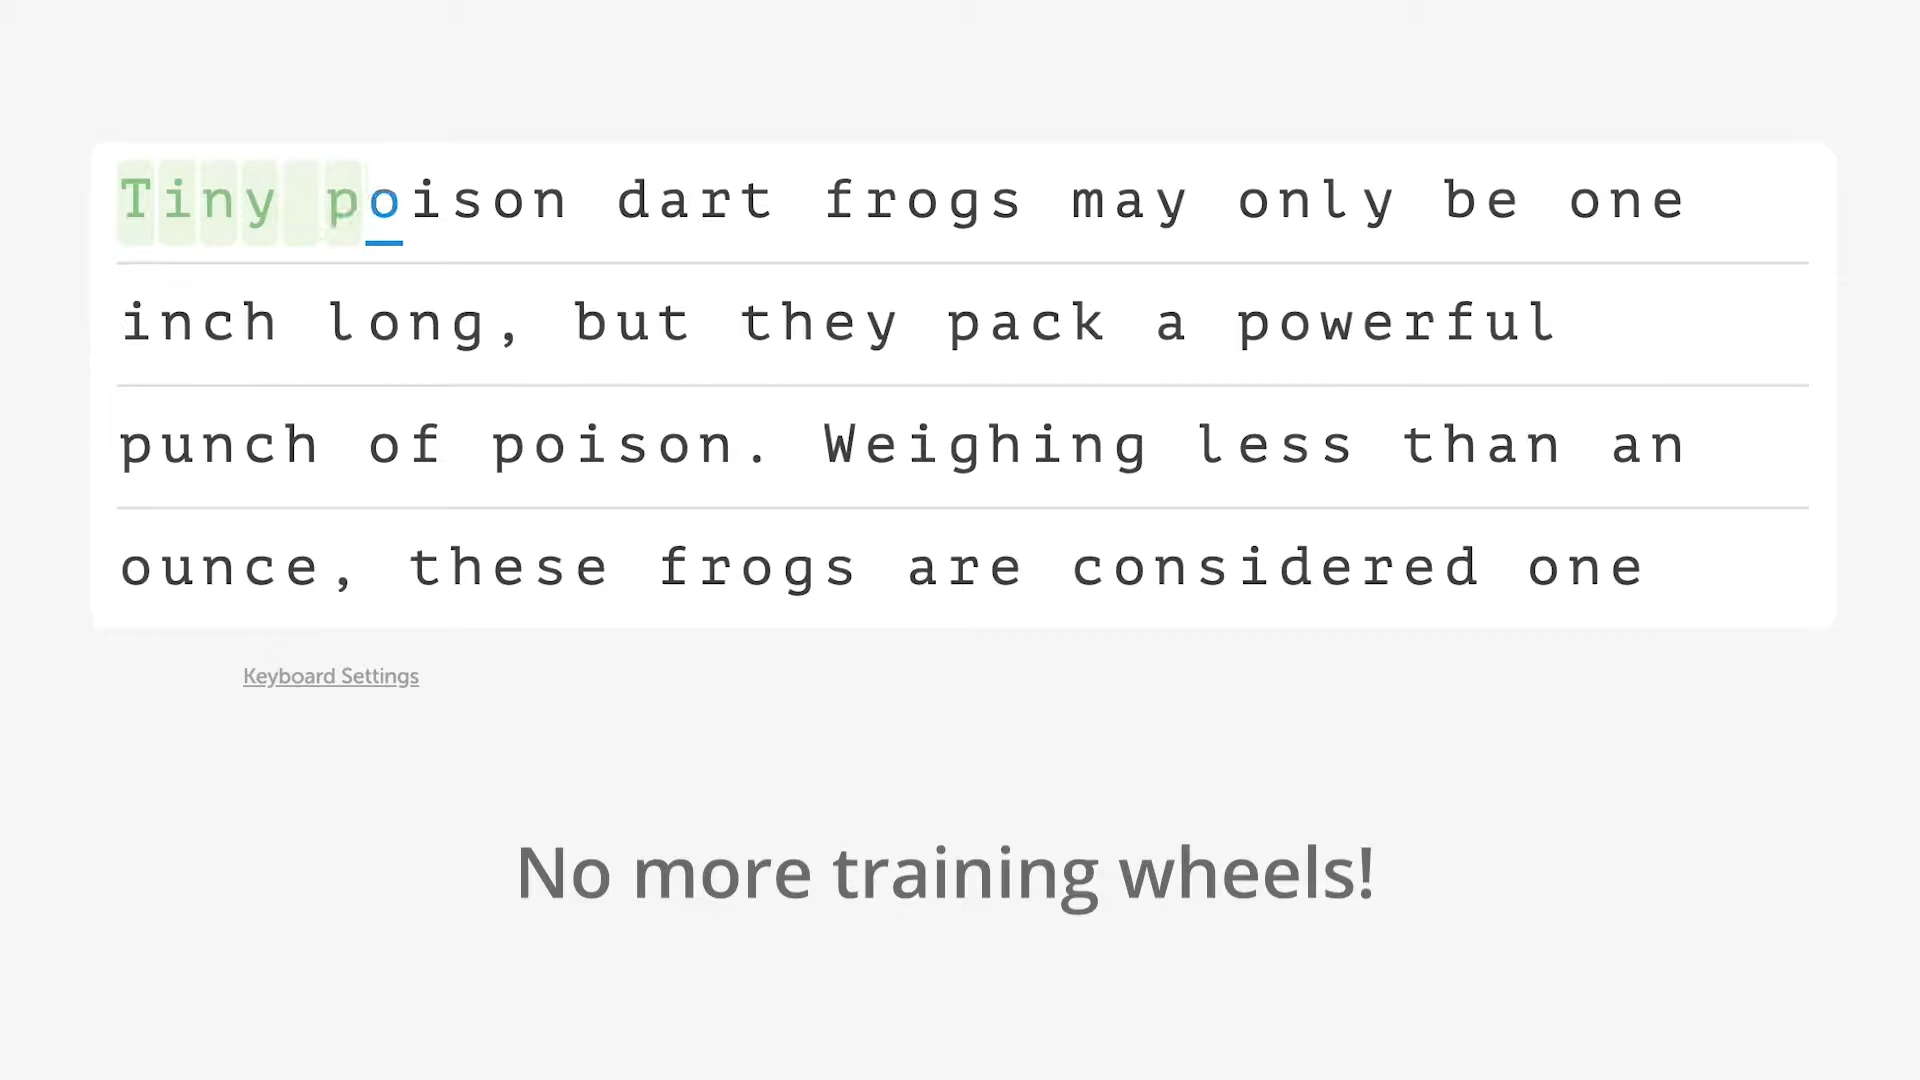 Tiny poison dart frogs may only be one
inch long, but they pack a powerful
punch of poison. Weighing less than an
ounce, these frogs are considered one
Keyboard Settings
No more training wheels!